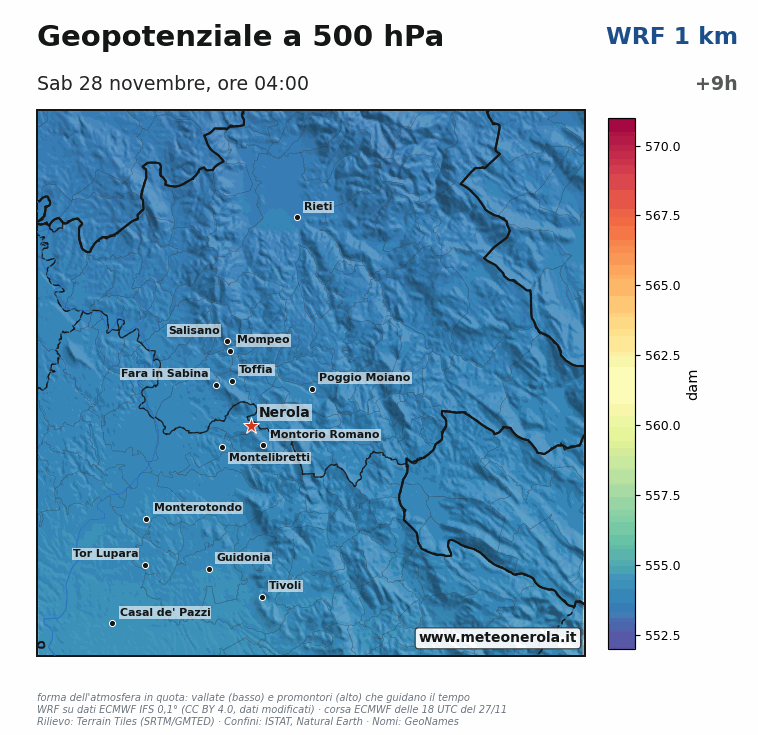 Geopotenziale a 500 hPa
WRF 1 km
Sab 28 novembre, ore 04:00
+9h
Rieti
Salisano
Mompeo
Toffia
Fara in Sabina
Poggio Moiano
Nerola
Montorio Romano
Montelibretti
Monterotondo
Tor Lupara
Guidonia
Tivoli
Casal de' Pazzi
www.meteonerola.it
570.0
567.5
565.0
562.5
560.0
557.5
555.0
552.5
dam
forma dell'atmosfera in quota: vallate (basso) e promontori (alto) che guidano il tempo
WRF su dati ECMWF IFS 0,1° (CC BY 4.0, dati modificati) · corsa ECMWF delle 18 UTC del 27/11
Rilievo: Terrain Tiles (SRTM/GMTED) · Confini: ISTAT, Natural Earth · Nomi: GeoNames